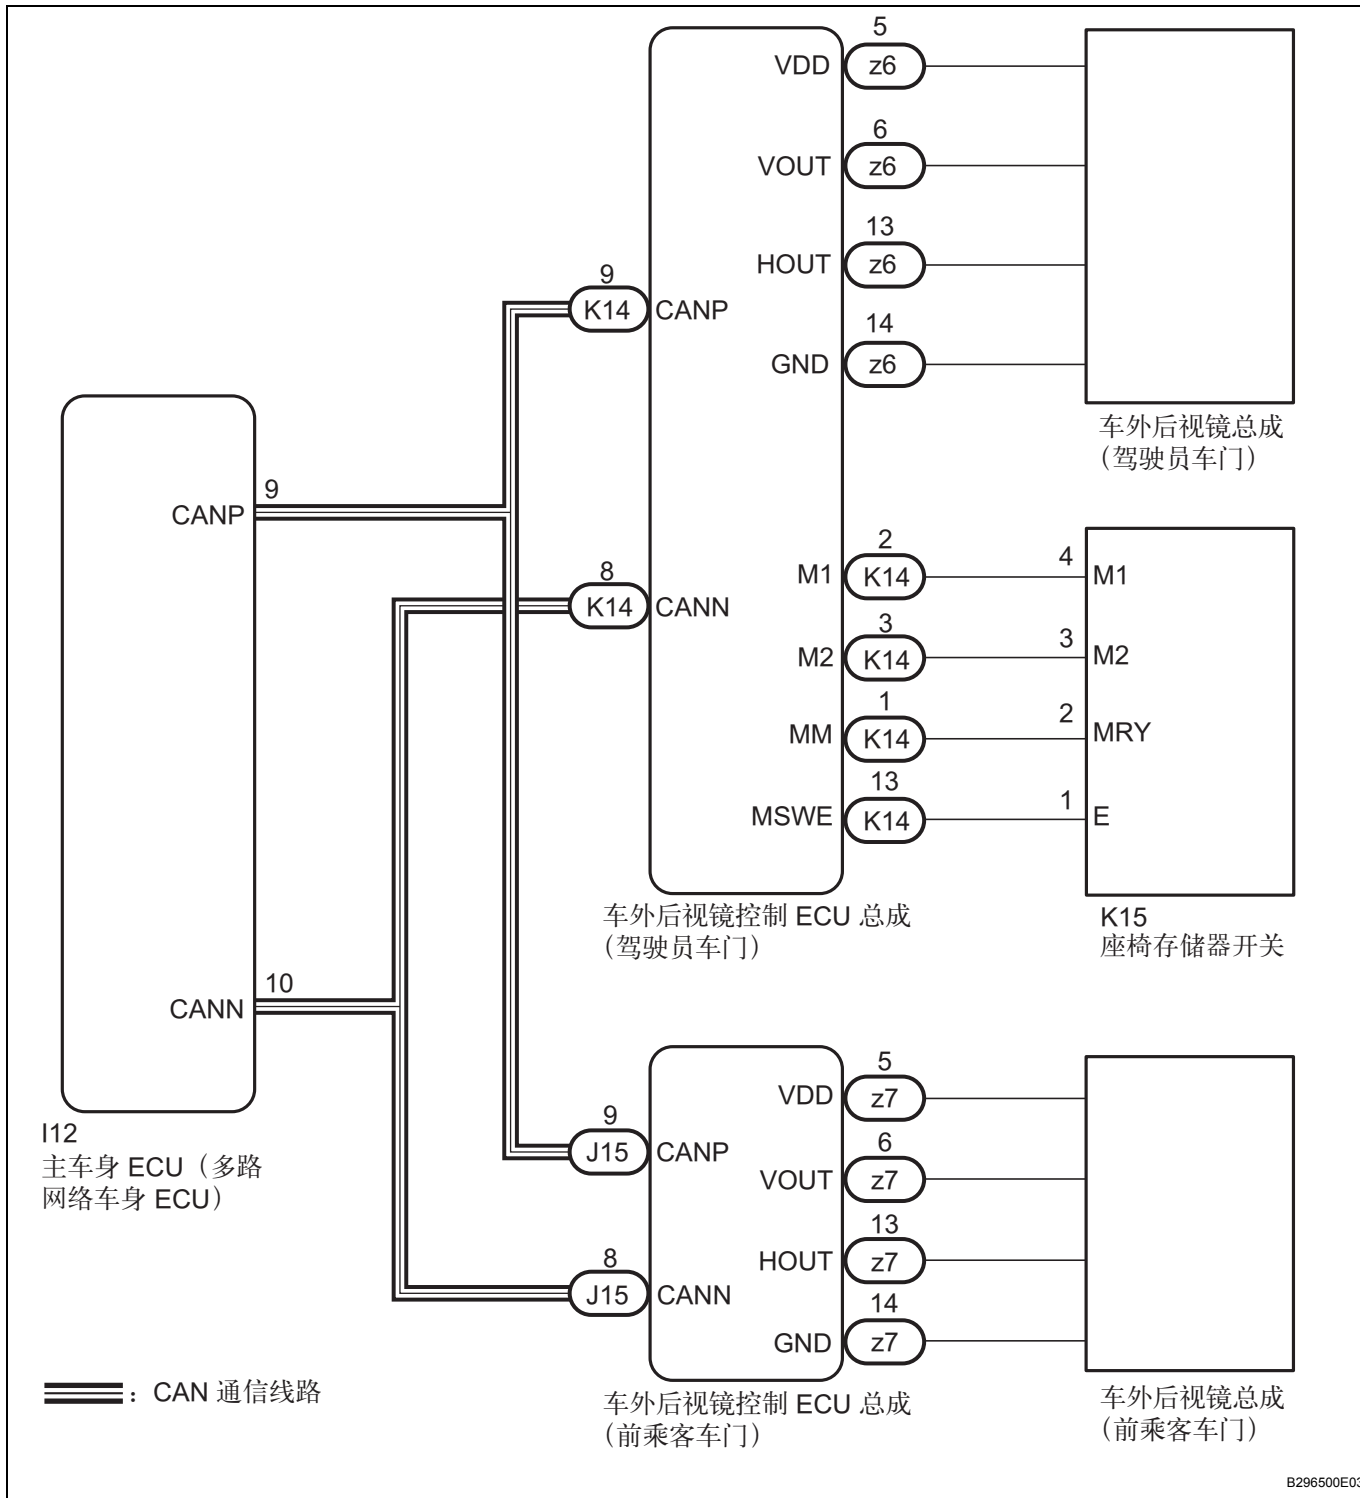 5
VDD z6
6
VOUT z6
13
HOUT z6
14
GND z6
车外后视镜总成
（驾驶员车门）
9
K14 CANP
8
K14 CANN
2
M1 K14 4 M1
3
M2 K14 3 M2
1
MM K14 2 MRY
13
MSWE K14 1 E
车外后视镜控制 ECU 总成
（驾驶员车门）
K15
座椅存储器开关
9
CANP
10
CANN
I12
主车身 ECU（多路
网络车身 ECU）
9
J15 CANP
8
J15 CANN
5
VDD z7
6
VOUT z7
13
HOUT z7
14
GND z7
车外后视镜控制 ECU 总成
（前乘客车门）
车外后视镜总成
（前乘客车门）
：CAN 通信线路
B296500E03